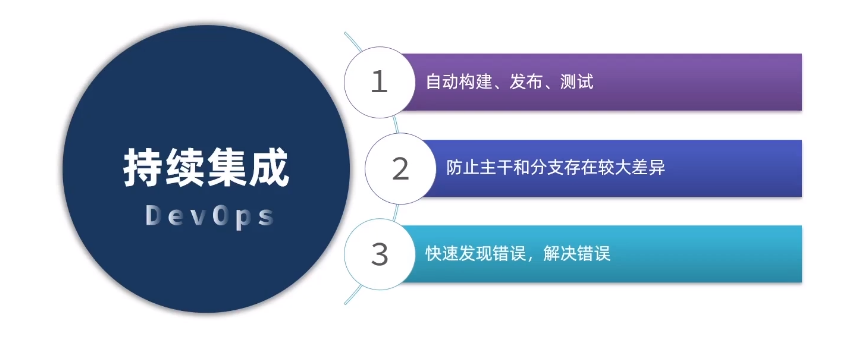 持续集成
DevOps
1
自动构建、发布、测试
2
防止主干和分支存在较大差异
3
快速发现错误，解决错误